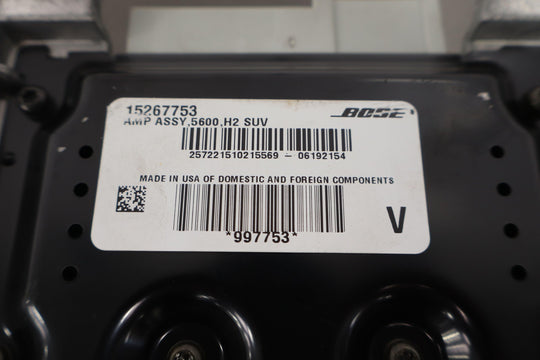 15267753
BOSE
AMP ASSY,5600,H2 SUV
257221510215569 - 06192154
MADE IN USA OF DOMESTIC AND FOREIGN COMPONENTS
*997753*
V